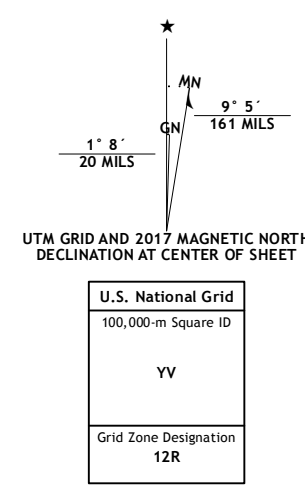 ★
MN
GN
9° 5´
161 MILS
1° 8´
20 MILS
UTM GRID AND 2017 MAGNETIC NORTH
DECLINATION AT CENTER OF SHEET
U.S. National Grid
100,000-m Square ID
YV
Grid Zone Designation
12R